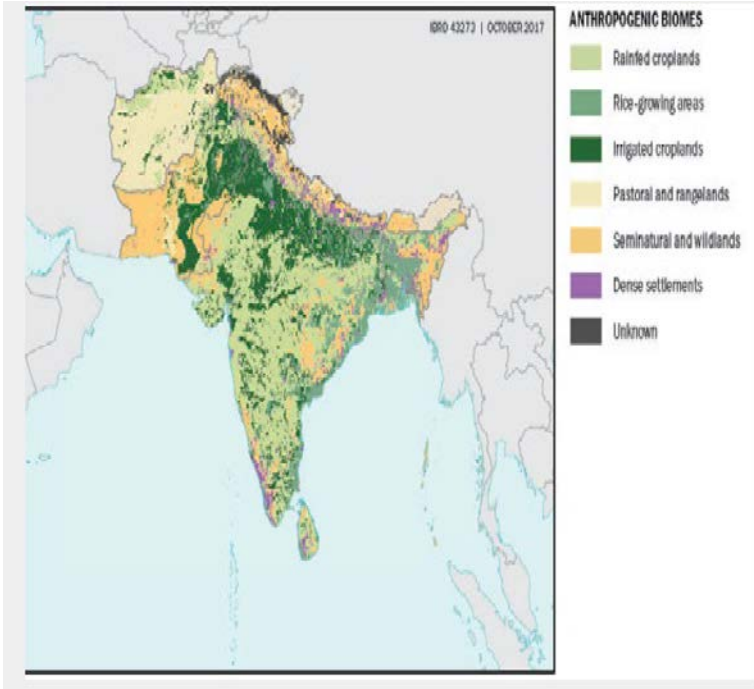 IBRD 43273 | OCTOBER 2017
ANTHROPOGENIC BIOMES
Rainfed croplands
Rice-growing areas
Irrigated croplands
Pastoral and rangelands
Seminatural and wildlands
Dense settlements
Unknown